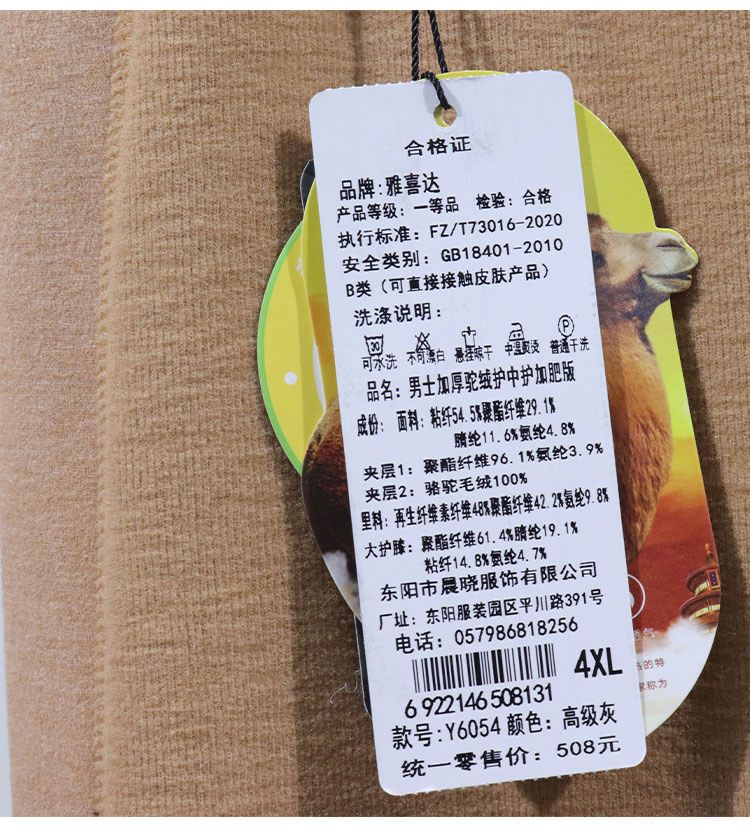 合格证
品牌:雅喜达
产品等级: 一等品 检验: 合格
执行标准: FZ/T73016-2020
安全类别: GB18401-2010
B类（可直接接触皮肤产品）
洗涤说明:
30 P
可水洗 不可漂白 悬挂晾干 中温熨烫 普通干洗
品名: 男士加厚驼绒护中护加肥版
成份: 面料: 粘纤54.5%聚酯纤维29.1%
腈纶11.6%氨纶4.8%
夹层1: 聚酯纤维96.1%氨纶3.9%
夹层2: 骆驼毛绒100%
里料: 再生纤维素纤维48%聚酯纤维42.2%氨纶9.8%
大护膝: 聚酯纤维61.4%腈纶19.1%
粘纤14.8%氨纶4.7%
东阳市晨晓服饰有限公司
厂址: 东阳服装园区平川路391号
电话: 057986818256
4XL
6 922146 508131
款号:Y6054 颜色: 高级灰
统一零售价: 508元
气
的特
家称为